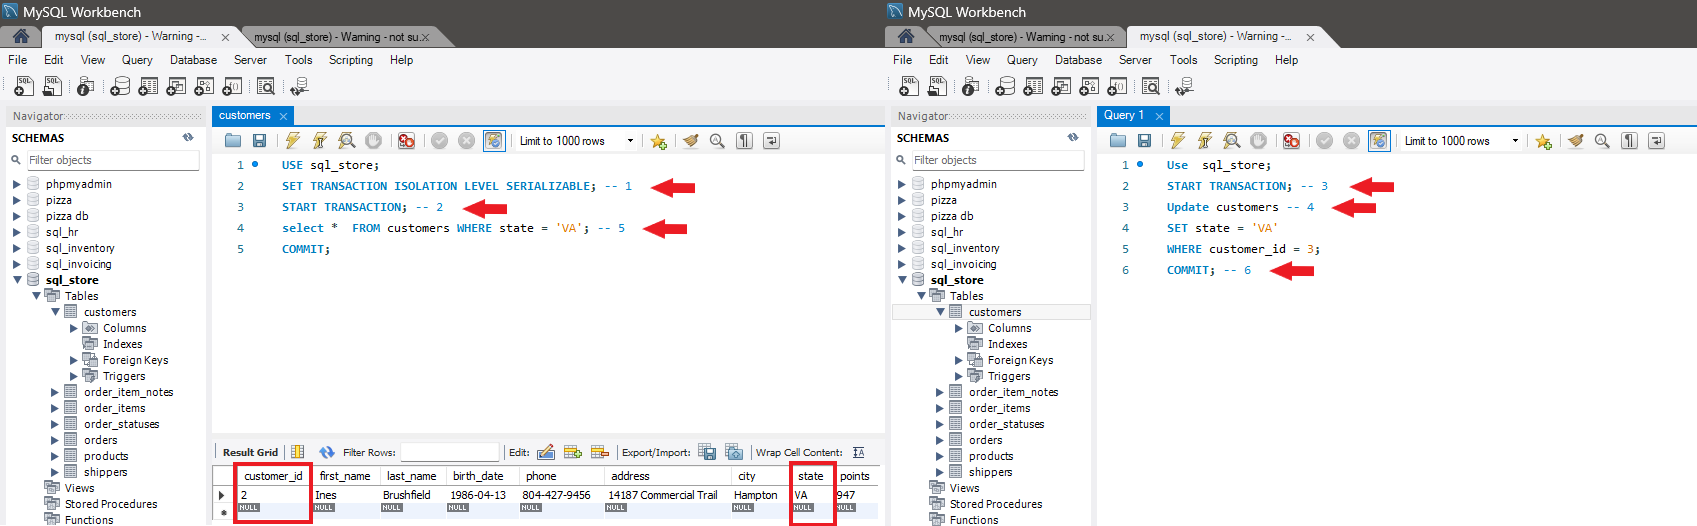 MySQL Workbench
mysql (sql_store) - Warning -...
mysql (sql_store) - Warning - not su...
File Edit View Query Database Server Tools Scripting Help
Navigator
SCHEMAS
Filter objects
phpmyadmin
pizza
pizza db
sql_hr
sql_inventory
sql_invoicing
sql_store
Tables
customers
Columns
Indexes
Foreign Keys
Triggers
order_item_notes
order_items
order_statuses
orders
products
shippers
Views
Stored Procedures
Functions
customers
Limit to 1000 rows
1 USE sql_store;
2 SET TRANSACTION ISOLATION LEVEL SERIALIZABLE; -- 1
3 START TRANSACTION; -- 2
4 select * FROM customers WHERE state = 'VA'; -- 5
5 COMMIT;
Result Grid Filter Rows: Edit: Export/Import: Wrap Cell Content:
customer_id first_name last_name birth_date phone address city state points
2 Ines Brushfield 1986-04-13 804-427-9456 14187 Commercial Trail Hampton VA 947
NULL NULL NULL NULL NULL NULL NULL NULL NULL
MySQL Workbench
mysql (sql_store) - Warning - not su...
mysql (sql_store) - Warning -...
File Edit View Query Database Server Tools Scripting Help
Navigator
SCHEMAS
Filter objects
phpmyadmin
pizza
pizza db
sql_hr
sql_inventory
sql_invoicing
sql_store
Tables
customers
Columns
Indexes
Foreign Keys
Triggers
order_item_notes
order_items
order_statuses
orders
products
shippers
Views
Stored Procedures
Functions
Query 1
Limit to 1000 rows
1 Use sql_store;
2 START TRANSACTION; -- 3
3 Update customers -- 4
4 SET state = 'VA'
5 WHERE customer_id = 3;
6 COMMIT; -- 6